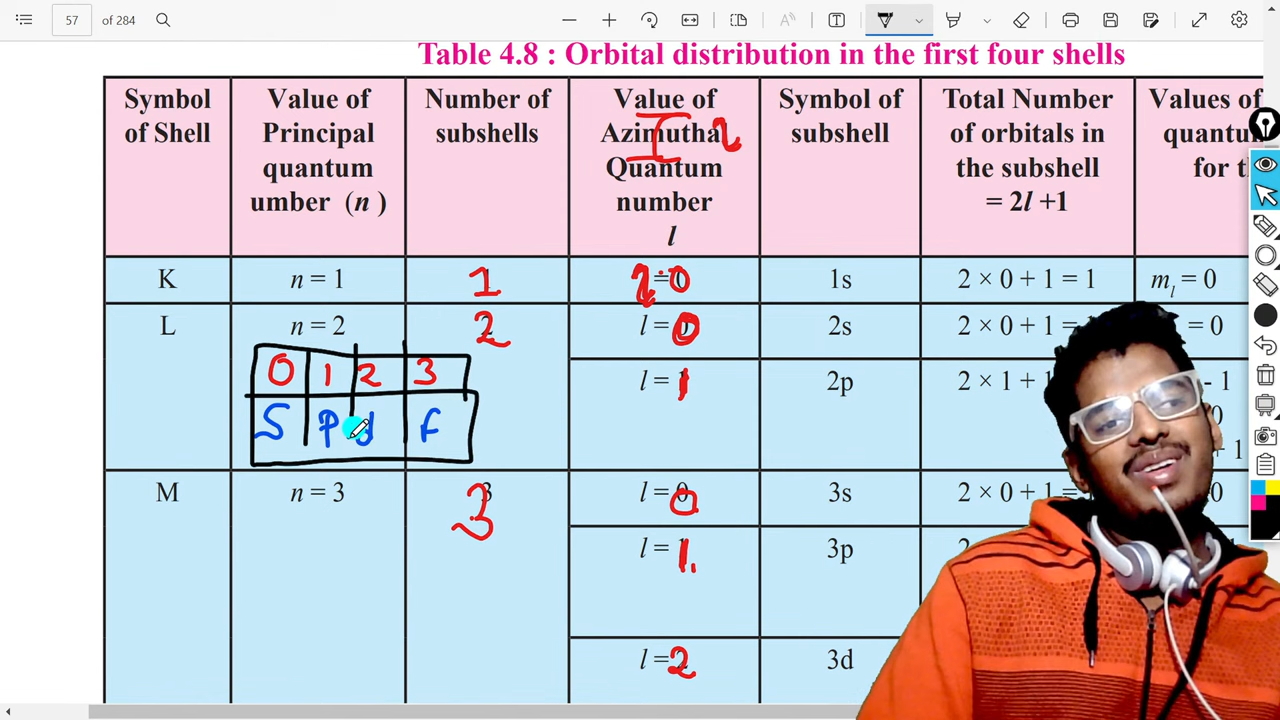 57 of 284
Table 4.8 : Orbital distribution in the first four shells
Symbol of Shell
Value of Principal quantum umber (n )
Number of subshells
Value of Azimutha Quantum number l
Symbol of subshell
Total Number of orbitals in the subshell = 2l +1
Values of
for
K
n = 1
1
l = 0
1s
2 × 0 + 1 = 1
ml = 0
L
n = 2
2
l = 0
2s
2 × 0 + 1 =
= 0
0 1 2 3
S P d F
l = 1
2p
2 × 1 + 1
- 1
0
+ 1
M
n = 3
3
l = 0
3s
2 × 0 + 1 =
0
l = 1
3p
l = 2
3d